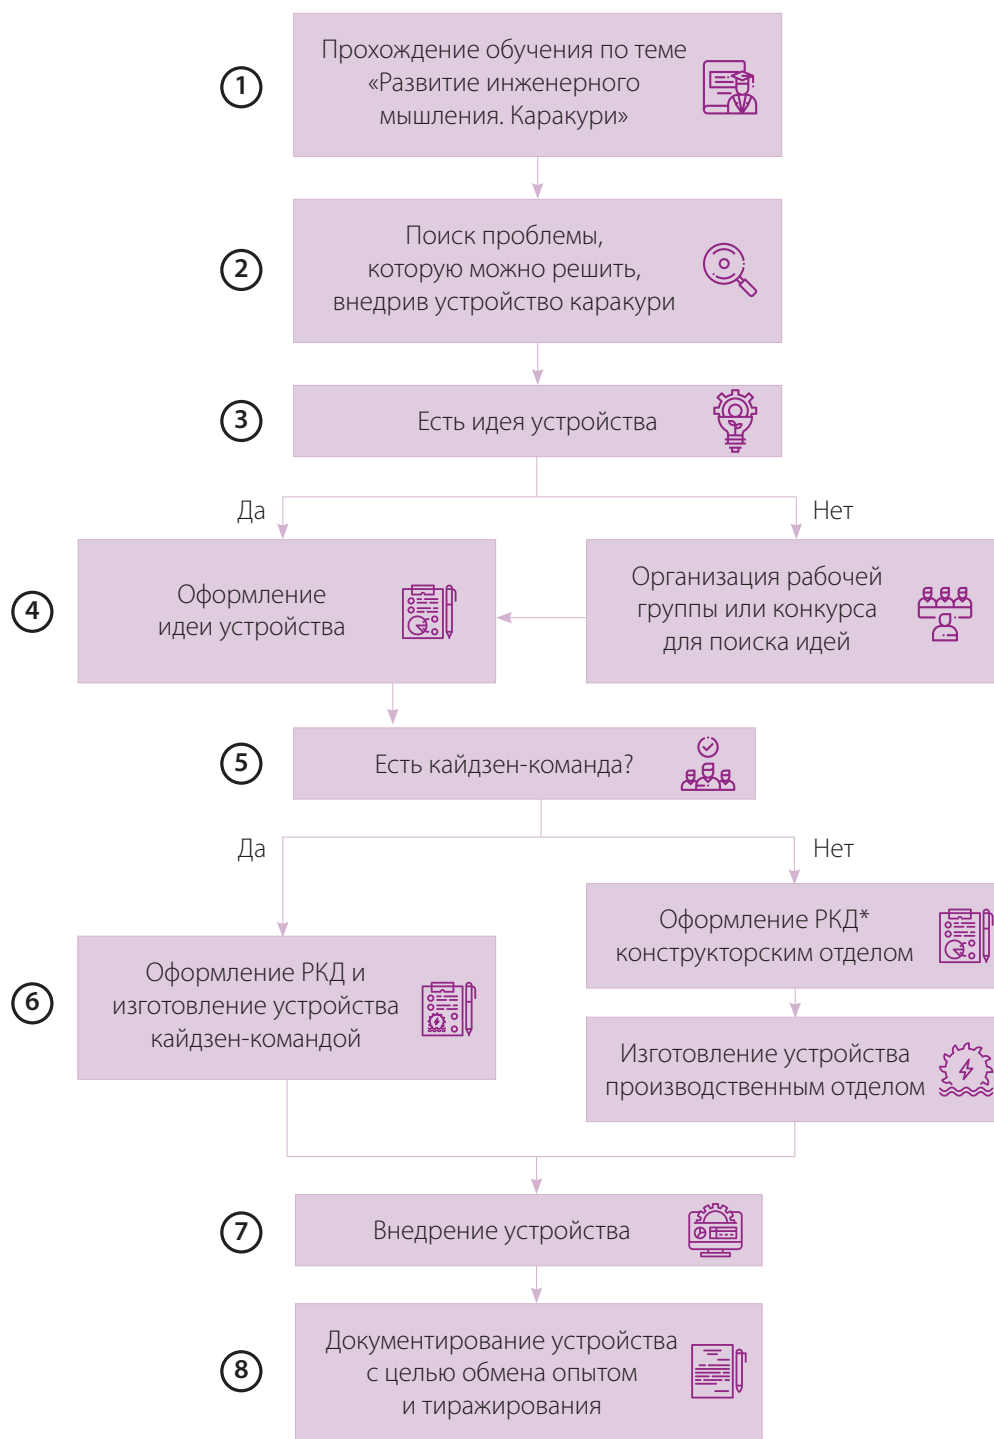 1
Прохождение обучения по теме
«Развитие инженерного
мышления. Каракури»
2
Поиск проблемы,
которую можно решить,
внедрив устройство каракури
3
Есть идея устройства
Да
Нет
4
Оформление
идеи устройства
Организация рабочей
группы или конкурса
для поиска идей
5
Есть кайдзен-команда?
Да
Нет
6
Оформление РКД и
изготовление устройства
кайдзен-командой
Оформление РКД*
конструкторским отделом
Изготовление устройства
производственным отделом
7
Внедрение устройства
8
Документирование устройства
с целью обмена опытом
и тиражирования